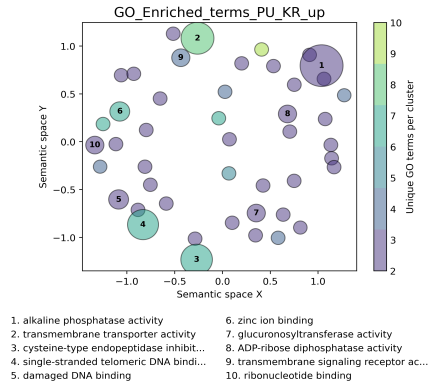 GO_Enriched_terms_PU_KR_up
Semantic space Y
1.0
0.5
0.0
−0.5
−1.0
2
9
1
6
8
10
5
7
4
3
−1.0
−0.5
0.0
0.5
1.0
Semantic space X
10
9
8
7
6
5
4
3
2
Unique GO terms per cluster
1. alkaline phosphatase activity
2. transmembrane transporter activity
3. cysteine-type endopeptidase inhibit...
4. single-stranded telomeric DNA bindi...
5. damaged DNA binding
6. zinc ion binding
7. glucuronosyltransferase activity
8. ADP-ribose diphosphatase activity
9. transmembrane signaling receptor ac...
10. ribonucleotide binding